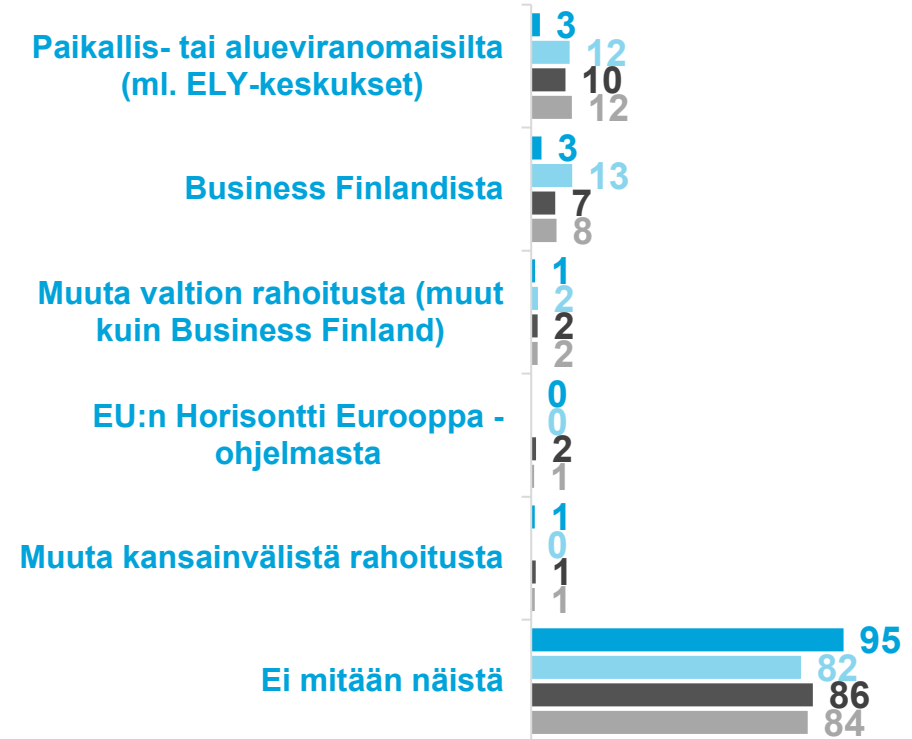 Paikallis- tai alueviranomaisilta
(ml. ELY-keskukset)
3
12
10
12
Business Finlandista
3
13
7
8
Muuta valtion rahoitusta (muut
kuin Business Finland)
1
2
2
2
EU:n Horisontti Eurooppa -
ohjelmasta
0
0
2
1
Muuta kansainvälistä rahoitusta
1
0
1
1
Ei mitään näistä
95
82
86
84